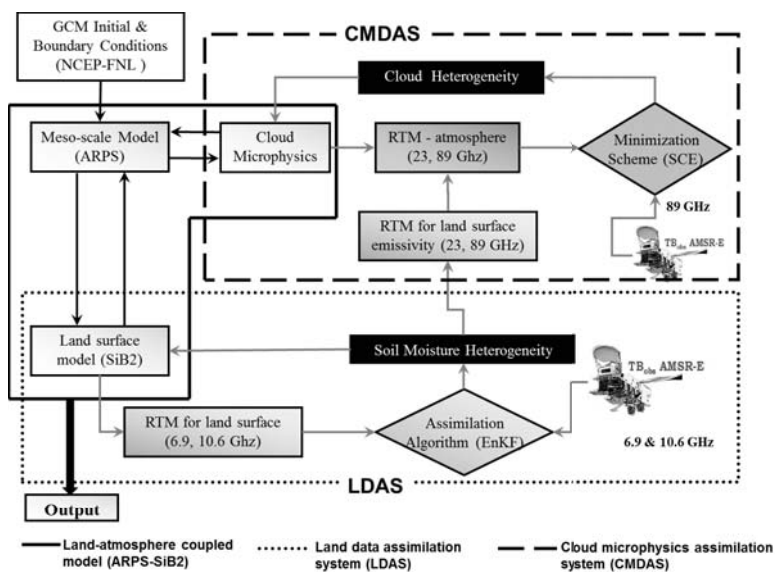 GCM Initial &
Boundary Conditions
(NCEP-FNL )
CMDAS
Cloud Heterogeneity
Meso-scale Model
(ARPS)
Cloud
Microphysics
RTM - atmosphere
(23, 89 Ghz)
Minimization
Scheme (SCE)
89 GHz
TBobs AMSR-E
RTM for land surface
emissivity (23, 89 GHz)
Land surface
model (SiB2)
Soil Moisture Heterogeneity
TBobs AMSR-E
RTM for land surface
(6.9, 10.6 Ghz)
Assimilation
Algorithm (EnKF)
6.9 & 10.6 GHz
LDAS
Output
Land-atmosphere coupled
model (ARPS-SiB2)
Land data assimilation
system (LDAS)
Cloud microphysics assimilation
system (CMDAS)